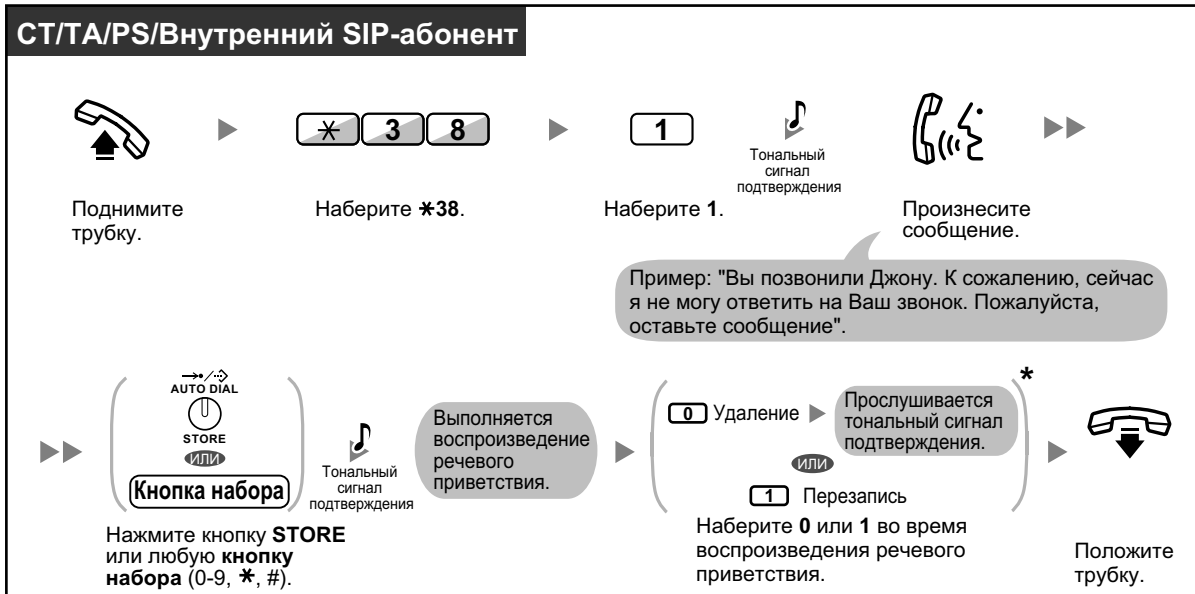 СТ/ТА/PS/Внутренний SIP-абонент
✳ 3 8
1
Тональный
сигнал
подтверждения
Поднимите
трубку.
Наберите ✳38.
Наберите 1.
Произнесите
сообщение.
Пример: "Вы позвонили Джону. К сожалению, сейчас
я не могу ответить на Ваш звонок. Пожалуйста,
оставьте сообщение".
AUTO DIAL
STORE
ИЛИ
Кнопка набора
Тональный
сигнал
подтверждения
Нажмите кнопку STORE
или любую кнопку
набора (0-9, ✳, #).
Выполняется
воспроизведение
речевого
приветствия.
0 Удаление
Прослушивается
тональный сигнал
подтверждения.
*
ИЛИ
1 Перезапись
Наберите 0 или 1 во время
воспроизведения речевого
приветствия.
Положите
трубку.